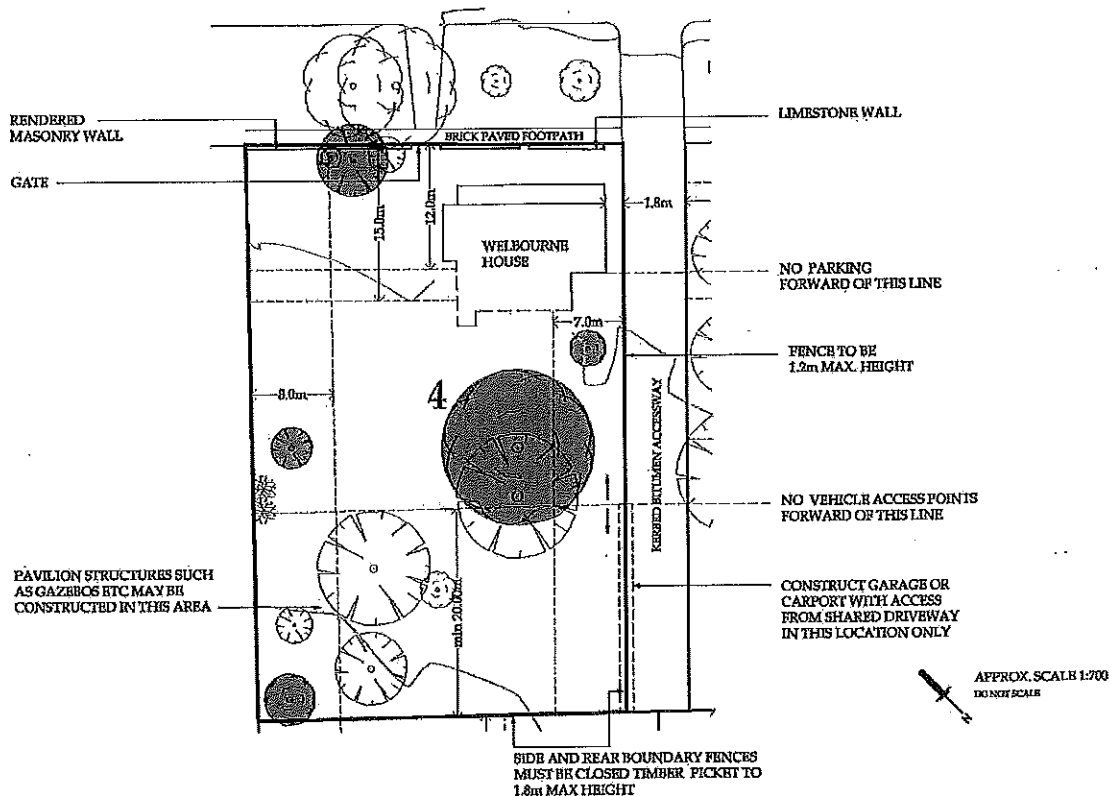 RENDERED
MASONRY WALL
GATE
BRICK PAVED FOOTPATH
LIMESTONE WALL
15.0m
12.0m
1.8m
WELBOURNE
HOUSE
NO PARKING
FORWARD OF THIS LINE
7.0m
FENCE TO BE
1.2m MAX. HEIGHT
8.0m
4
KERBED BITUMEN ACCESSWAY
NO VEHICLE ACCESS POINTS
FORWARD OF THIS LINE
PAVILION STRUCTURES SUCH
AS GAZEBOS ETC MAY BE
CONSTRUCTED IN THIS AREA
min 20.00m
CONSTRUCT GARAGE OR
CARPORT WITH ACCESS
FROM SHARED DRIVEWAY
IN THIS LOCATION ONLY
N
APPROX. SCALE 1:700
DO NOT SCALE
SIDE AND REAR BOUNDARY FENCES
MUST BE CLOSED TIMBER PICKET TO
1.8m MAX HEIGHT